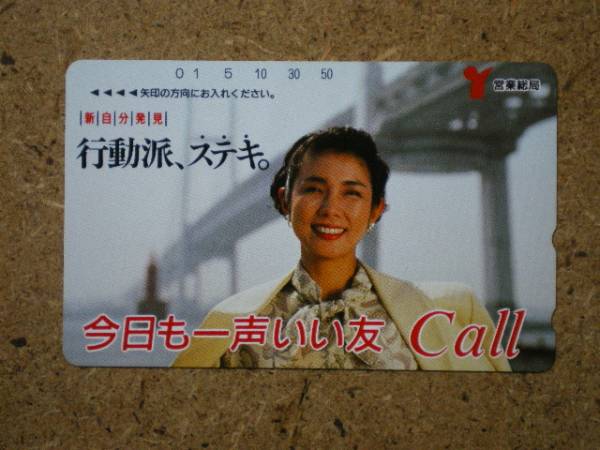 0 1 5 10 30 50
◀◀◀◀矢印の方向にお入れください。
営業総局
新自分発見
行動派、ステキ。
今日も一声いい友 Call